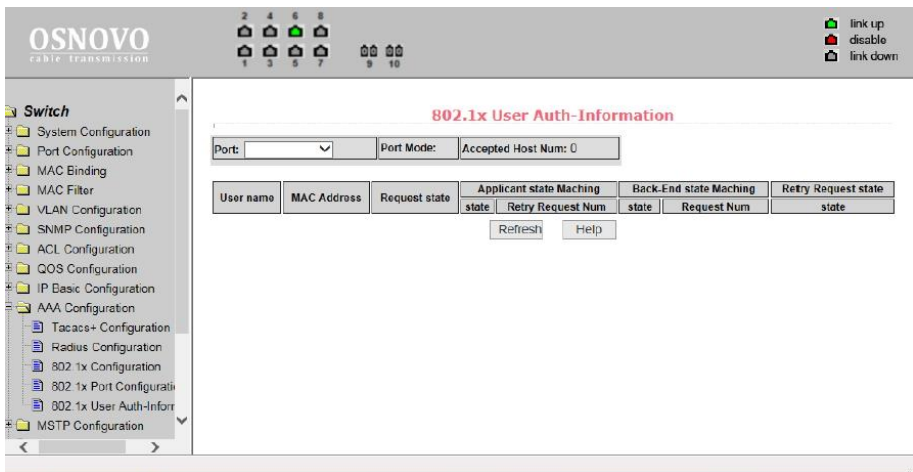 2 4 6 8
1 3 5 7 9 10
OSNOVO
cable transmission
link up
disable
link down
Switch
System Configuration
Port Configuration
MAC Binding
MAC Filter
VLAN Configuration
SNMP Configuration
ACL Configuration
QOS Configuration
IP Basic Configuration
AAA Configuration
Tacacs+ Configuration
Radius Configuration
802.1x Configuration
802.1x Port Configurati
802.1x User Auth-Inforr
MSTP Configuration
802.1x User Auth-Information
Port: Port Mode: Accepted Host Num: 0
User name MAC Address Request state Applicant state Maching Back-End state Maching Retry Request state
state Retry Request Num state Request Num state
Refresh Help